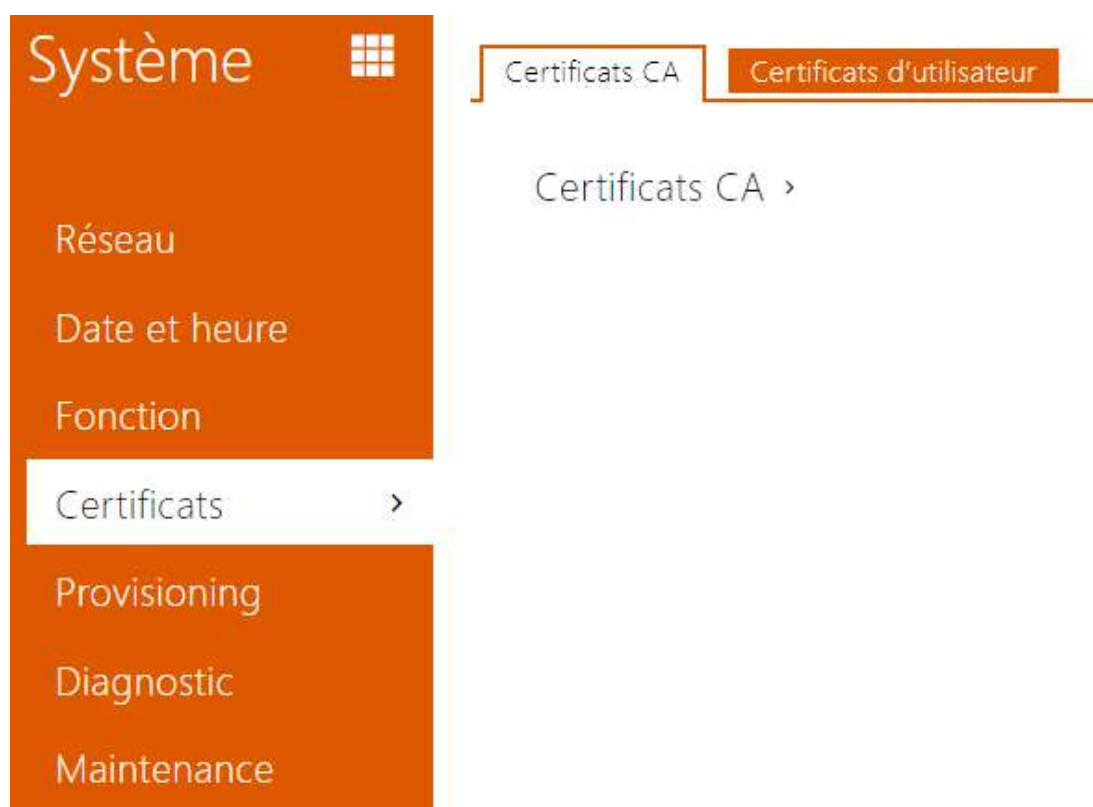 Système
Certificats CA
Certificats d'utilisateur
Certificats CA ›
Réseau
Date et heure
Fonction
Certificats ›
Provisioning
Diagnostic
Maintenance